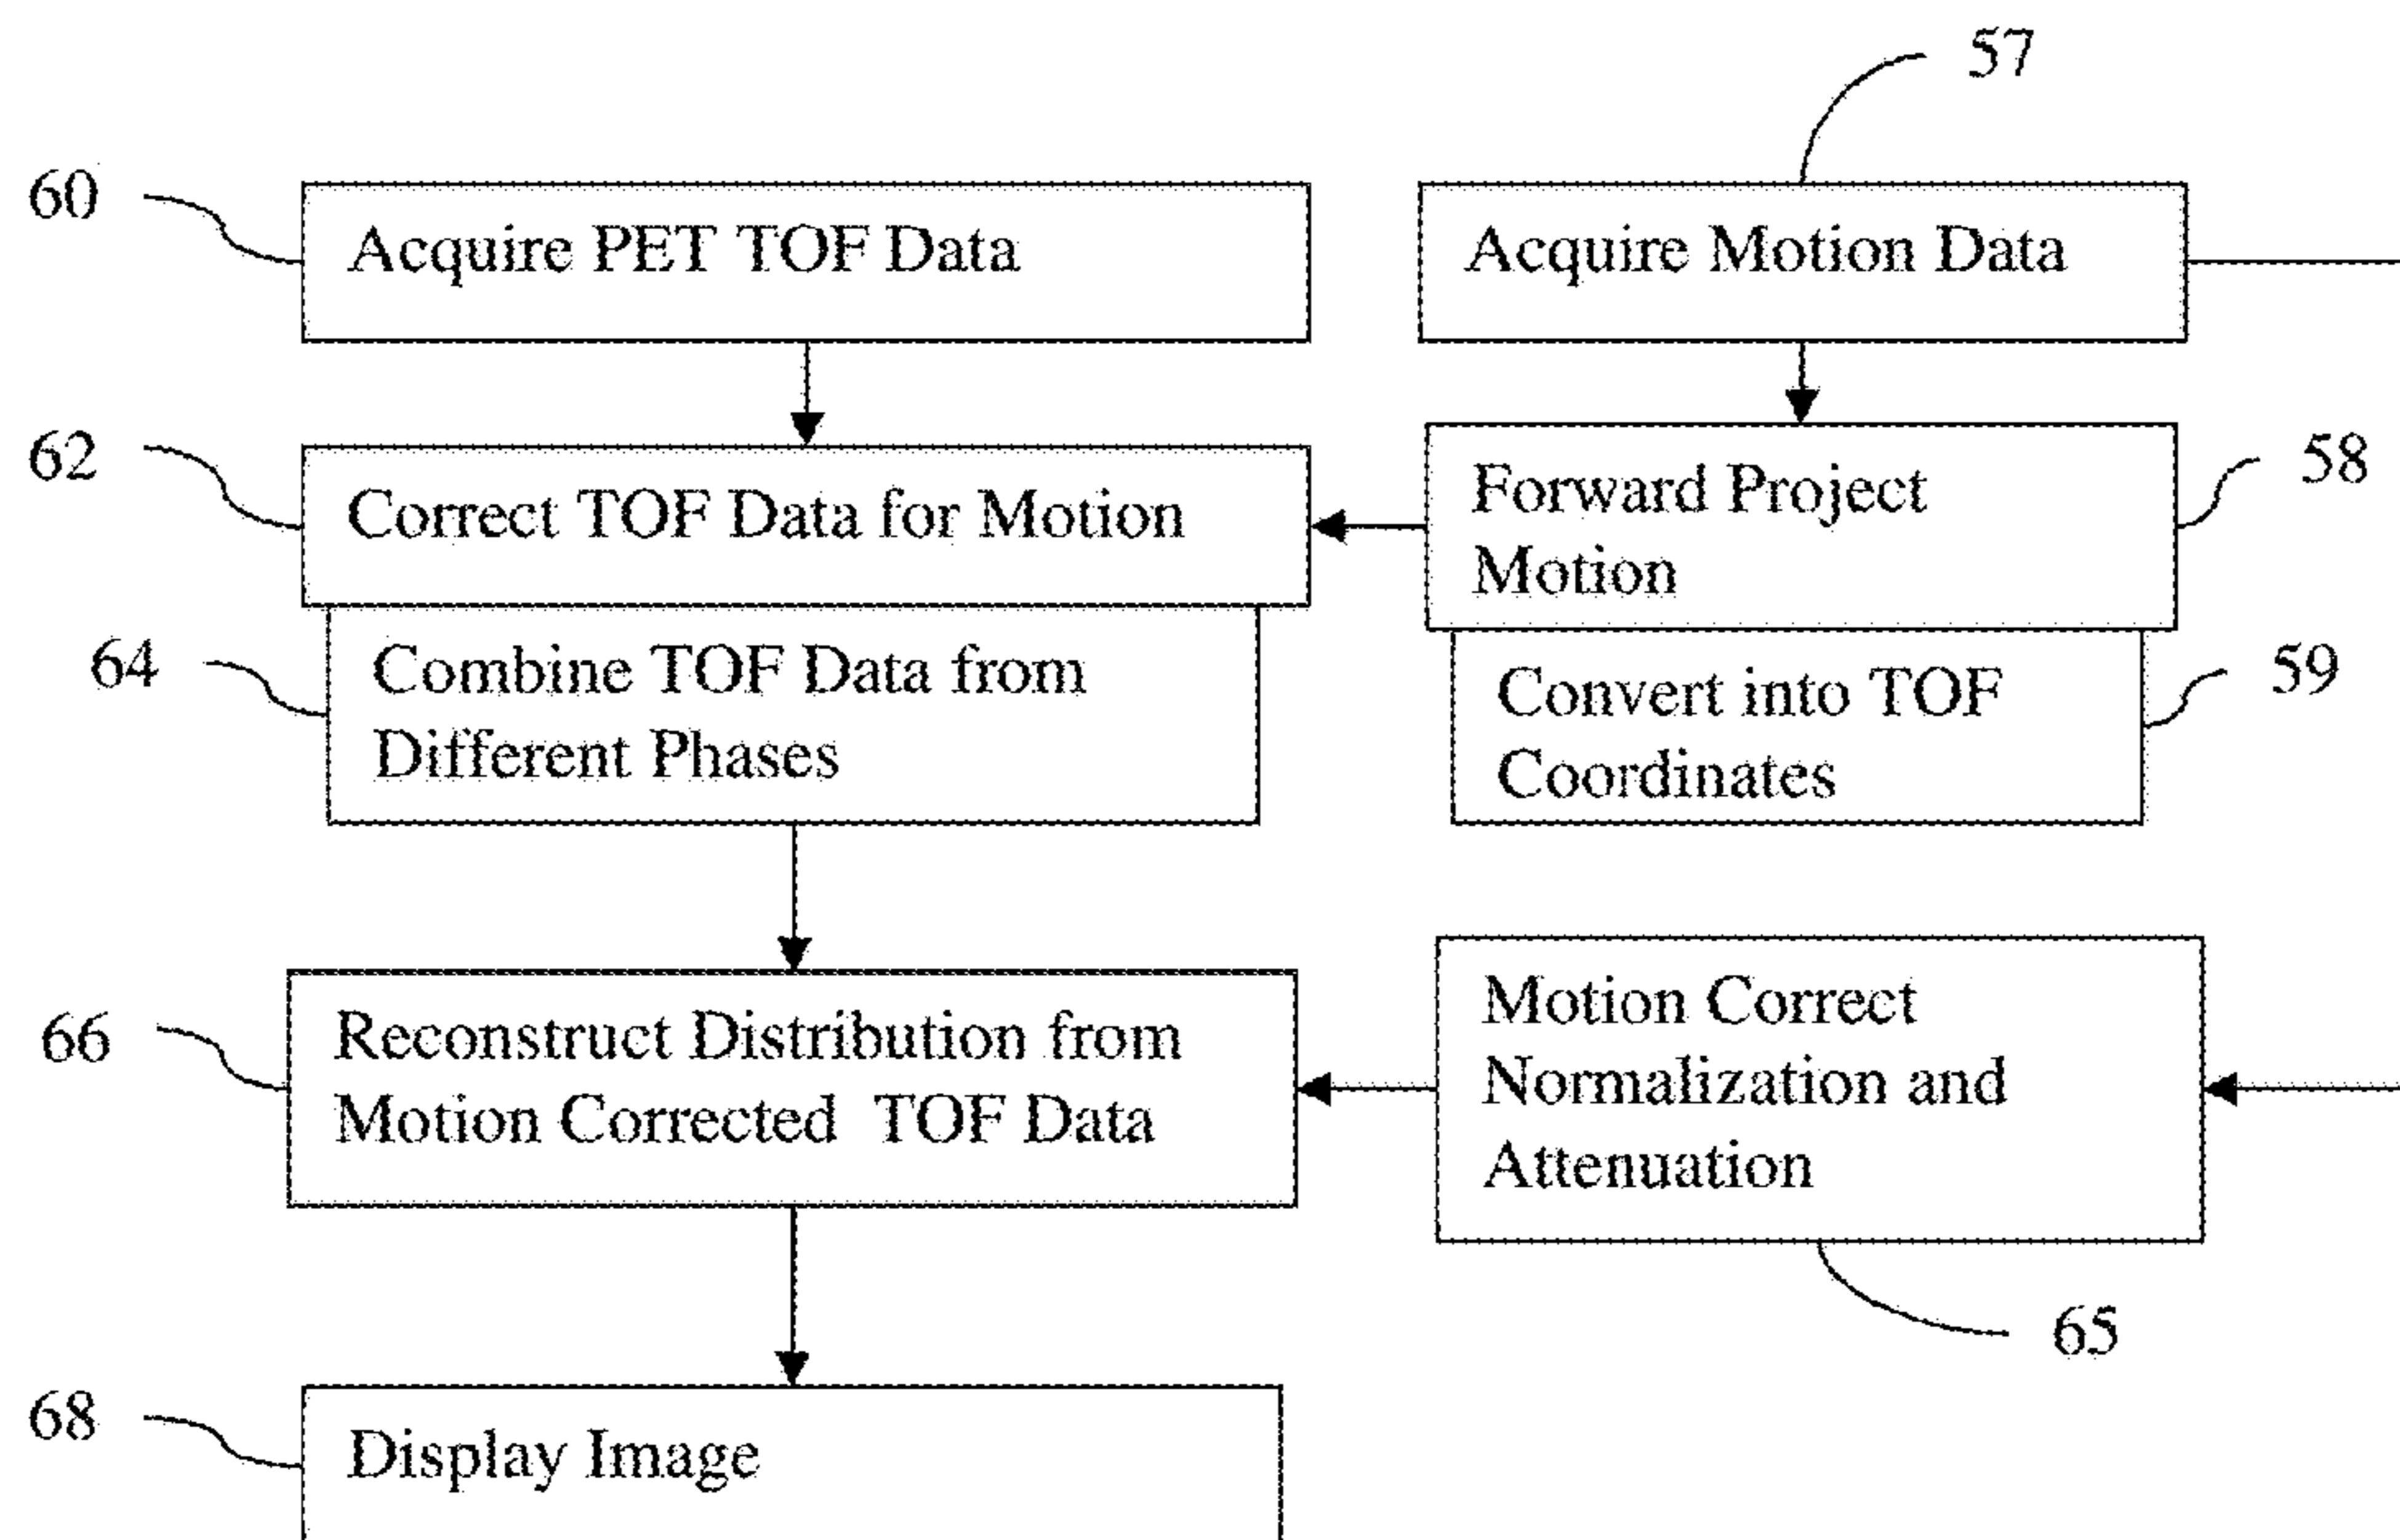 57
60
Acquire PET TOF Data
Acquire Motion Data
62
Correct TOF Data for Motion
Forward Project
Motion
58
64
Combine TOF Data from
Different Phases
Convert into TOF
Coordinates
59
66
Reconstruct Distribution from
Motion Corrected TOF Data
Motion Correct
Normalization and
Attenuation
65
68
Display Image